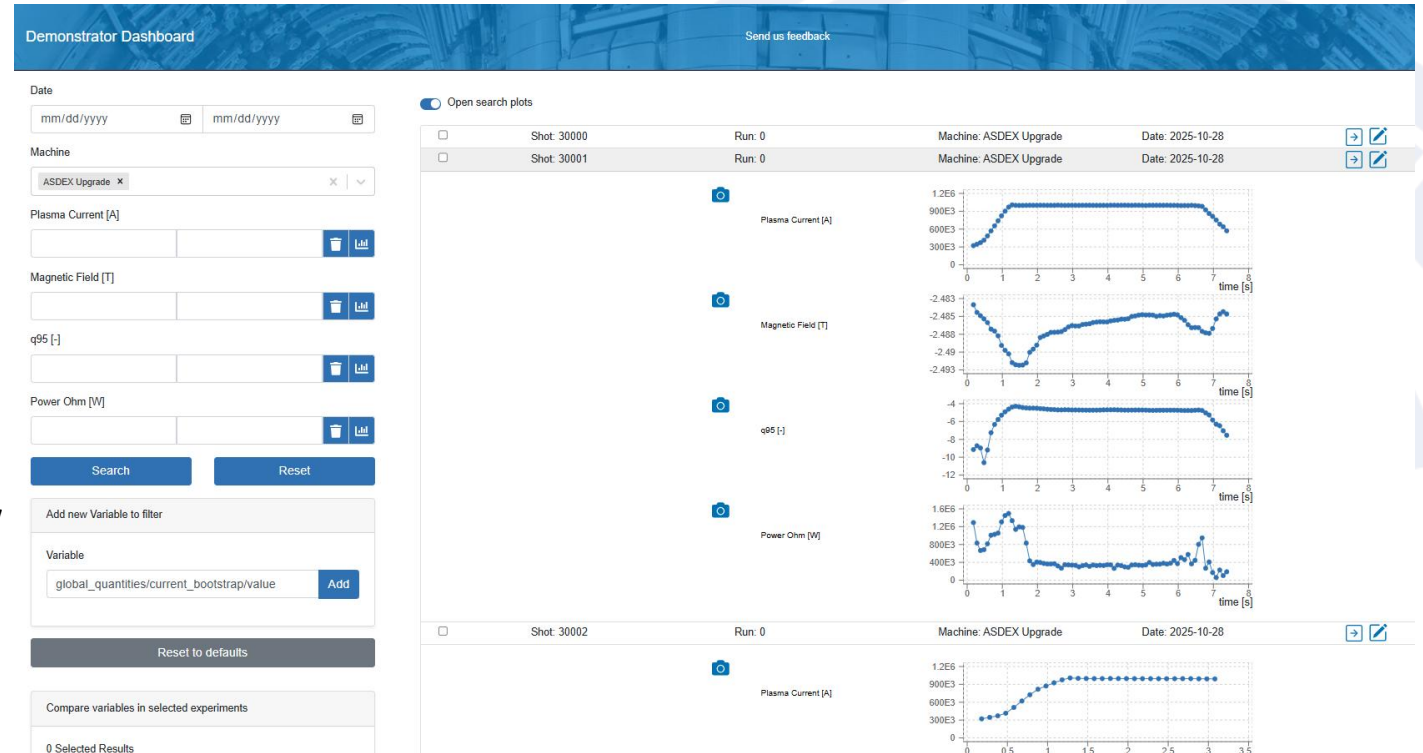 Demonstrator Dashboard
Send us feedback
Date
mm/dd/yyyy mm/dd/yyyy
Machine
ASDEX Upgrade ×
Plasma Current [A]
Magnetic Field [T]
q95 [-]
Power Ohm [W]
Search Reset
Add new Variable to filter
Variable
global_quantities/current_bootstrap/value Add
Reset to defaults
Compare variables in selected experiments
0 Selected Results
Open search plots
Shot: 30000 Run: 0 Machine: ASDEX Upgrade Date: 2025-10-28
Shot: 30001 Run: 0 Machine: ASDEX Upgrade Date: 2025-10-28
Plasma Current [A]
1.2E6
900E3
600E3
300E3
0
0 1 2 3 4 5 6 7 8
time [s]
Magnetic Field [T]
-2.483
-2.485
-2.488
-2.49
-2.493
0 1 2 3 4 5 6 7 8
time [s]
q95 [-]
-4
-6
-8
-10
-12
0 1 2 3 4 5 6 7 8
time [s]
Power Ohm [W]
1.6E6
1.2E6
800E3
400E3
0
0 1 2 3 4 5 6 7 8
time [s]
Shot: 30002 Run: 0 Machine: ASDEX Upgrade Date: 2025-10-28
Plasma Current [A]
1.2E6
900E3
600E3
300E3
0
0 0.5 1 1.5 2 2.5 3 3.5